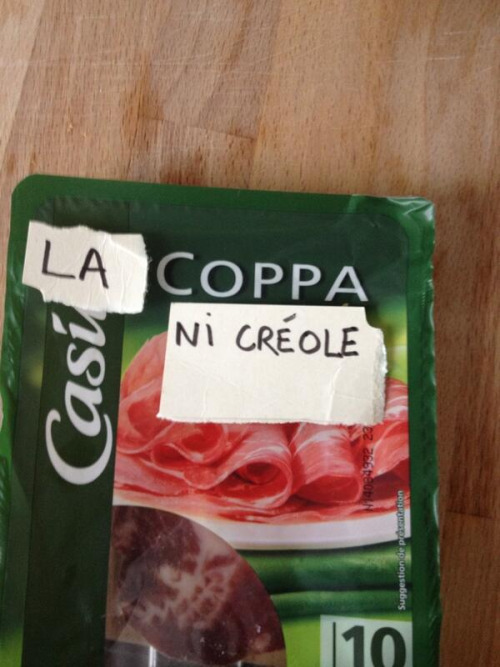 LA COPPA
Ni CRÉOLE
Casi
Suggestion de présentation
10